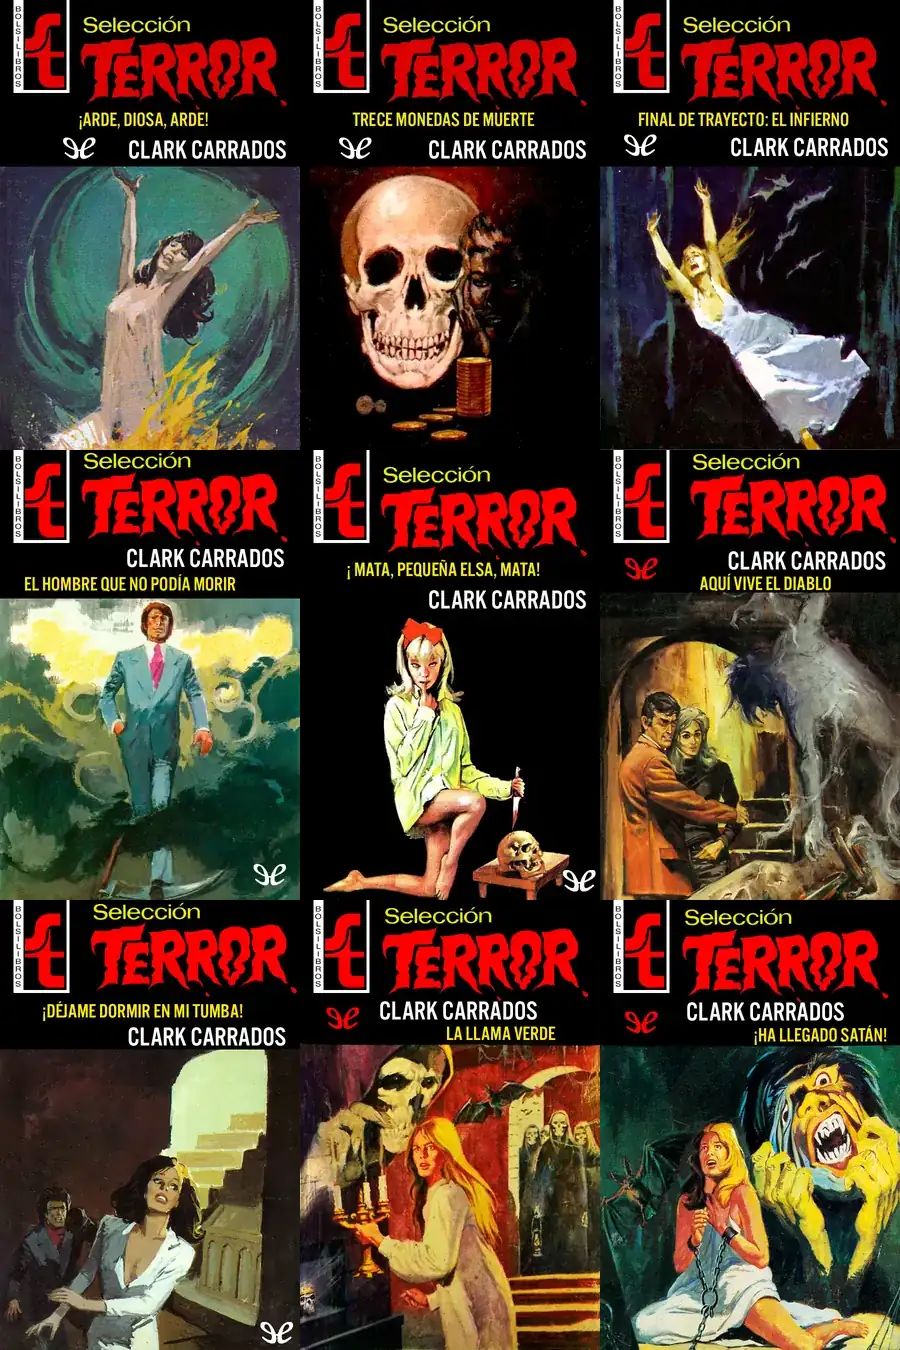 BOLSILIBROS
Selección
TERROR
¡ARDE, DIOSA, ARDE!
CLARK CARRADOS
BOLSILIBROS
Selección
TERROR
TRECE MONEDAS DE MUERTE
CLARK CARRADOS
BOLSILIBROS
Selección
TERROR
FINAL DE TRAYECTO: EL INFIERNO
CLARK CARRADOS
BOLSILIBROS
Selección
TERROR
CLARK CARRADOS
EL HOMBRE QUE NO PODÍA MORIR
BOLSILIBROS
Selección
TERROR
¡ MATA, PEQUEÑA ELSA, MATA!
CLARK CARRADOS
BOLSILIBROS
Selección
TERROR
CLARK CARRADOS
AQUÍ VIVE EL DIABLO
BOLSILIBROS
Selección
TERROR
¡DÉJAME DORMIR EN MI TUMBA!
CLARK CARRADOS
BOLSILIBROS
Selección
TERROR
CLARK CARRADOS
LA LLAMA VERDE
BOLSILIBROS
Selección
TERROR
CLARK CARRADOS
¡HA LLEGADO SATÁN!